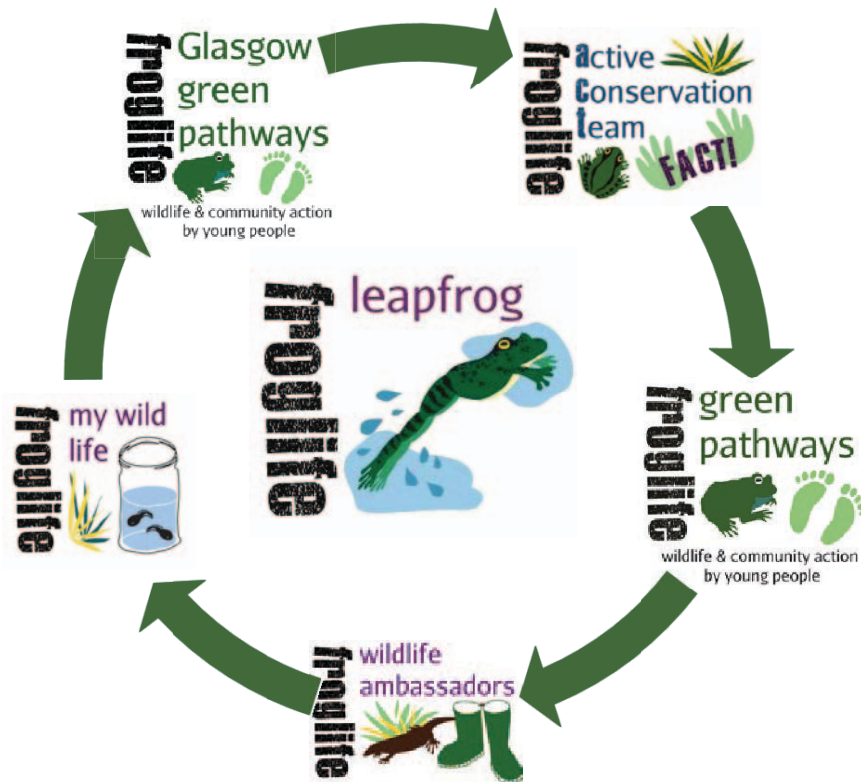 froglife
Glasgow
green
pathways
wildlife & community action
by young people
froglife
active
conservation
team
FACT!
froglife
leapfrog
froglife
my wild
life
froglife
green
pathways
wildlife & community action
by young people
froglife
wildlife
ambassadors